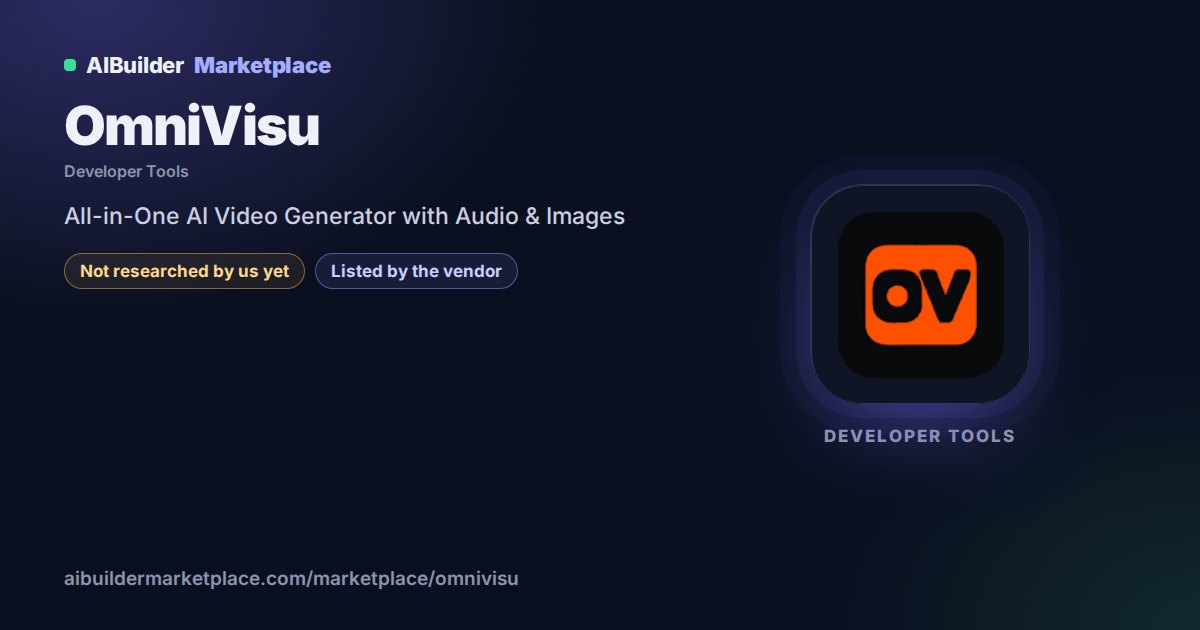 AIBuilder Marketplace
OmniVisu
Developer Tools
All-in-One AI Video Generator with Audio & Images
Not researched by us yet
Listed by the vendor
OV
DEVELOPER TOOLS
aibuildermarketplace.com/marketplace/omnivisu